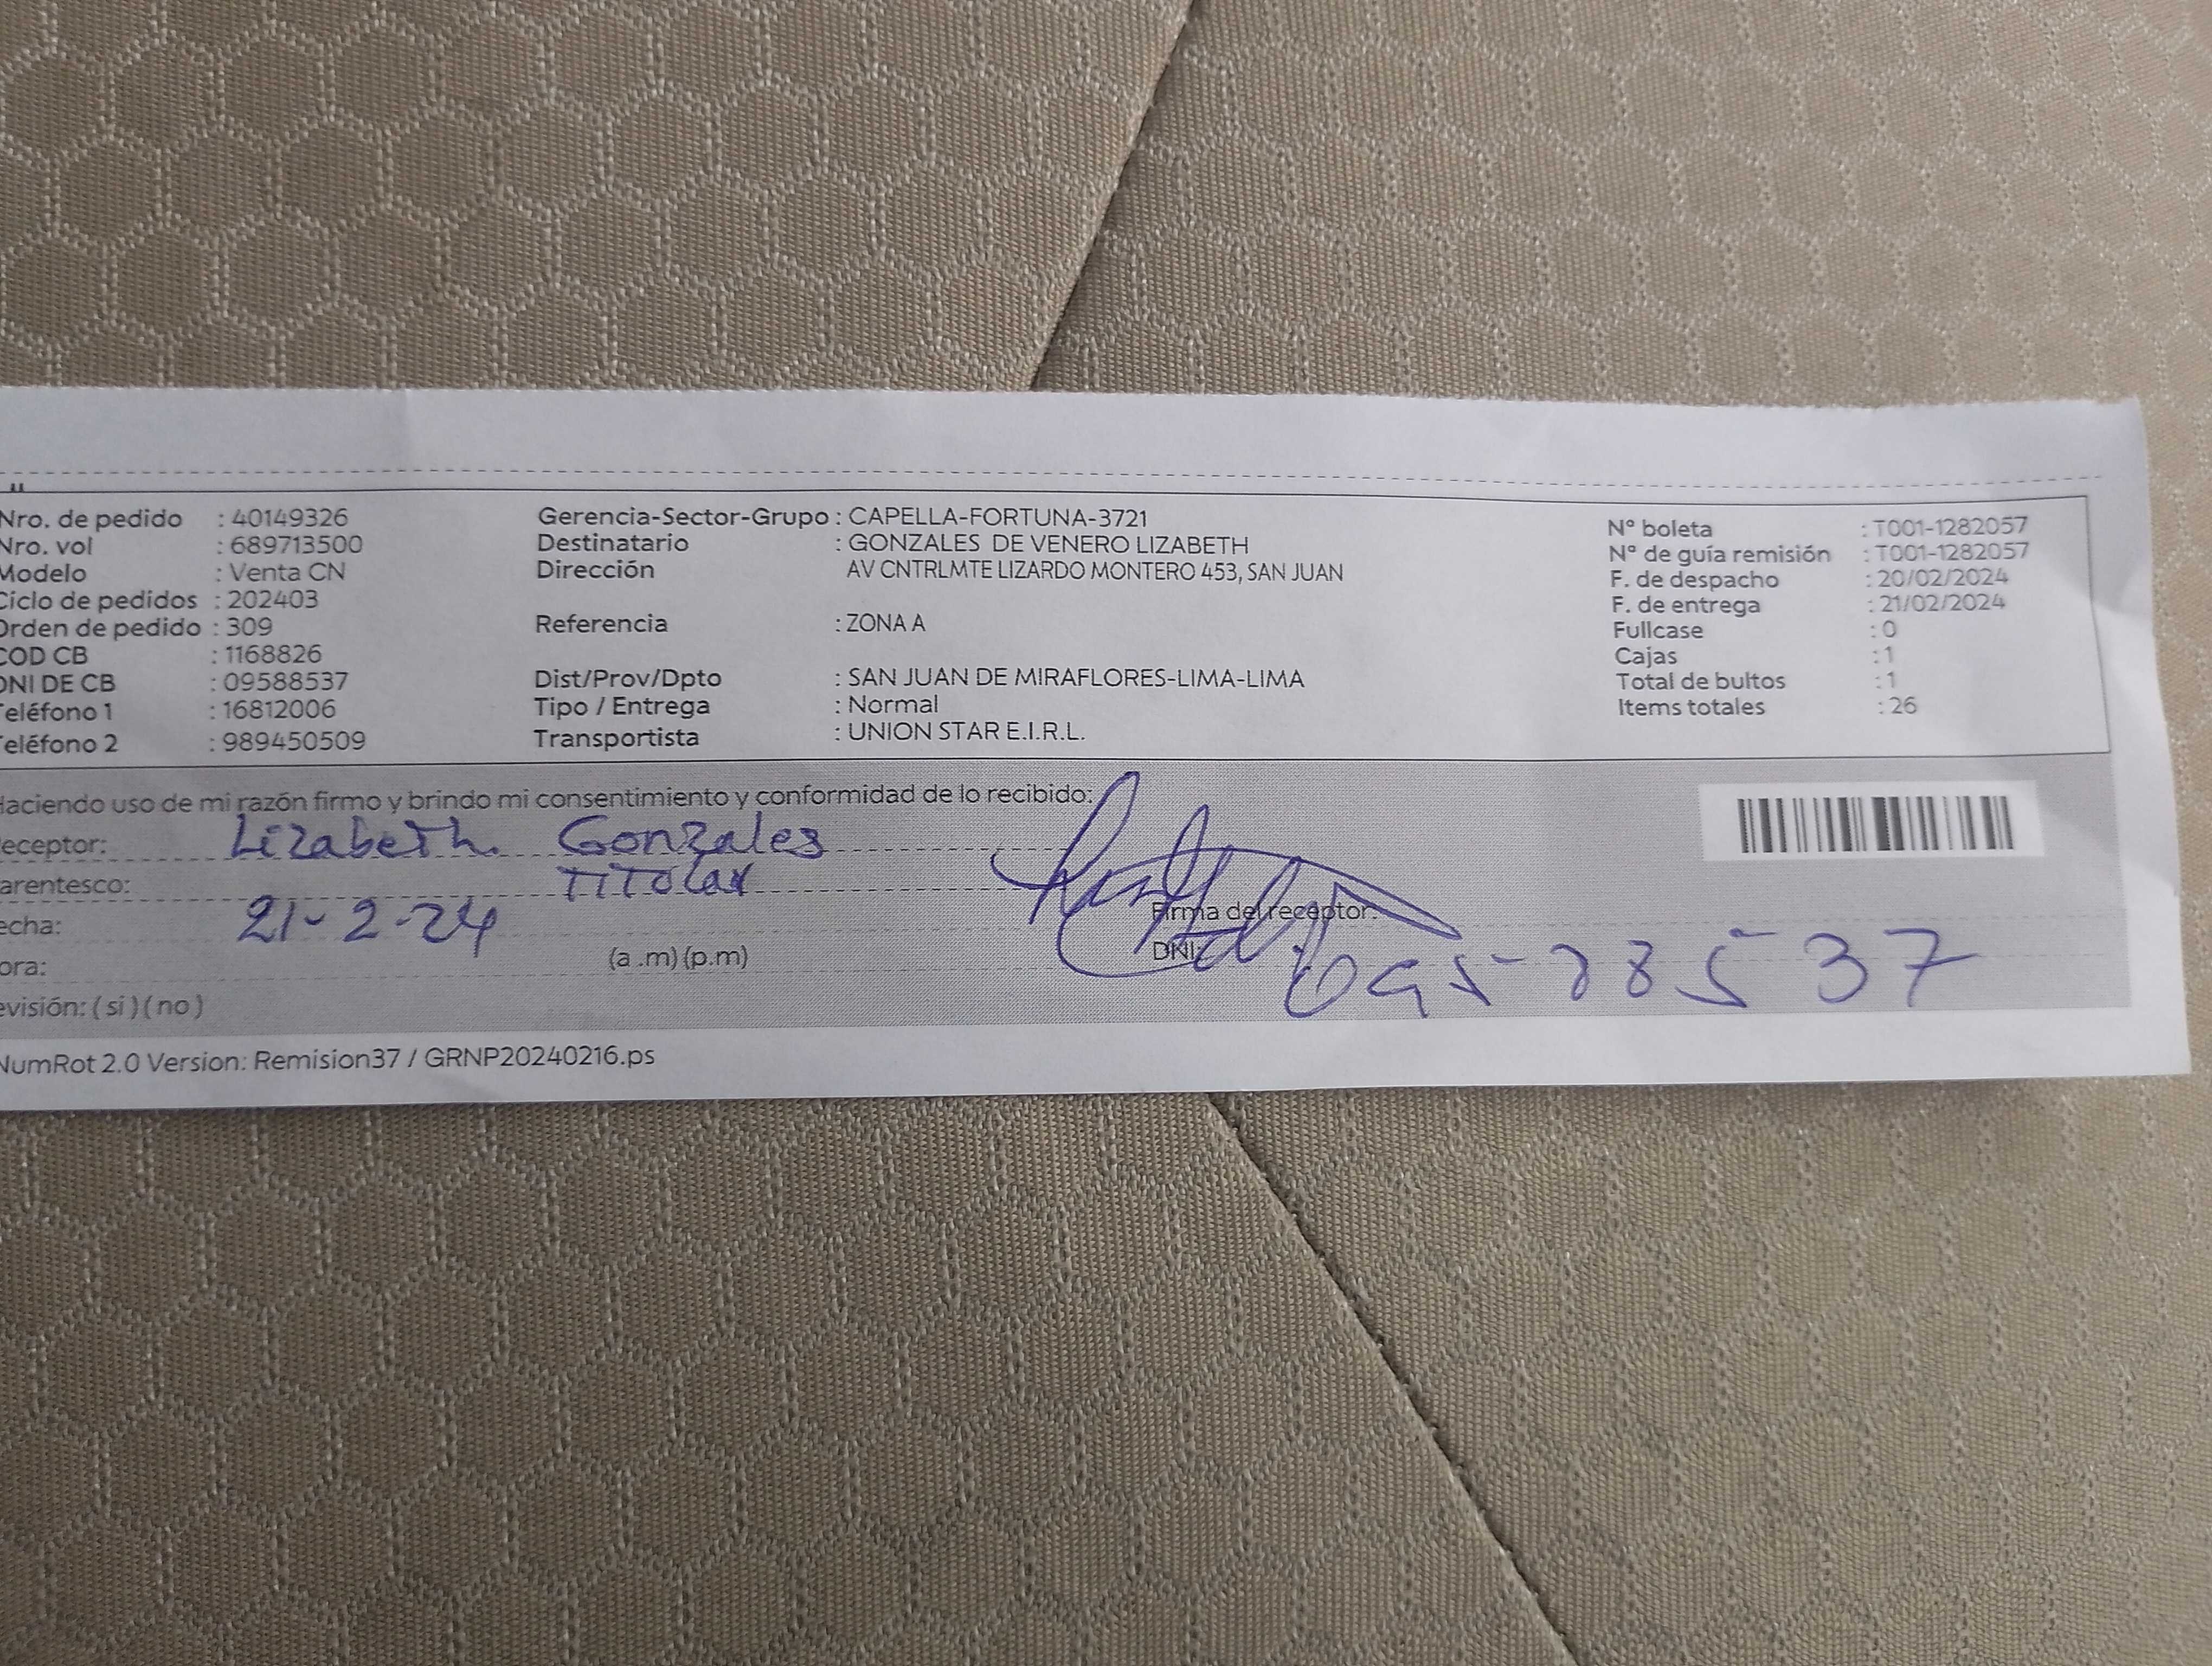 Nro. de pedido : 40149326 Gerencia-Sector-Grupo : CAPELLA-FORTUNA-3721 N° boleta : T001-1282057
Nro. vol : 689713500 Destinatario : GONZALES DE VENERO LIZABETH N° de guía remisión : T001-1282057
Modelo : Venta CN Dirección AV CNTRLMTE LIZARDO MONTERO 453, SAN JUAN F. de despacho : 20/02/2024
Ciclo de pedidos : 202403 F. de entrega : 21/02/2024
Orden de pedido : 309 Referencia : ZONA A Fullcase : 0
COD CB : 1168826 Cajas : 1
DNI DE CB : 09588537 Dist/Prov/Dpto : SAN JUAN DE MIRAFLORES-LIMA-LIMA Total de bultos : 1
Teléfono 1 : 16812006 Tipo / Entrega : Normal Items totales : 26
Teléfono 2 : 989450509 Transportista : UNION STAR E.I.R.L.
Haciendo uso de mi razón firmo y brindo mi consentimiento y conformidad de lo recibido:
eceptor: Lizabeth Gonzales
arentesco: TiTolar
echa: 21-2-24 Firma del receptor:
ora: (a .m) (p.m) DNI: 09588537
evisión: ( si ) ( no )
NumRot 2.0 Version: Remision37 / GRNP20240216.ps